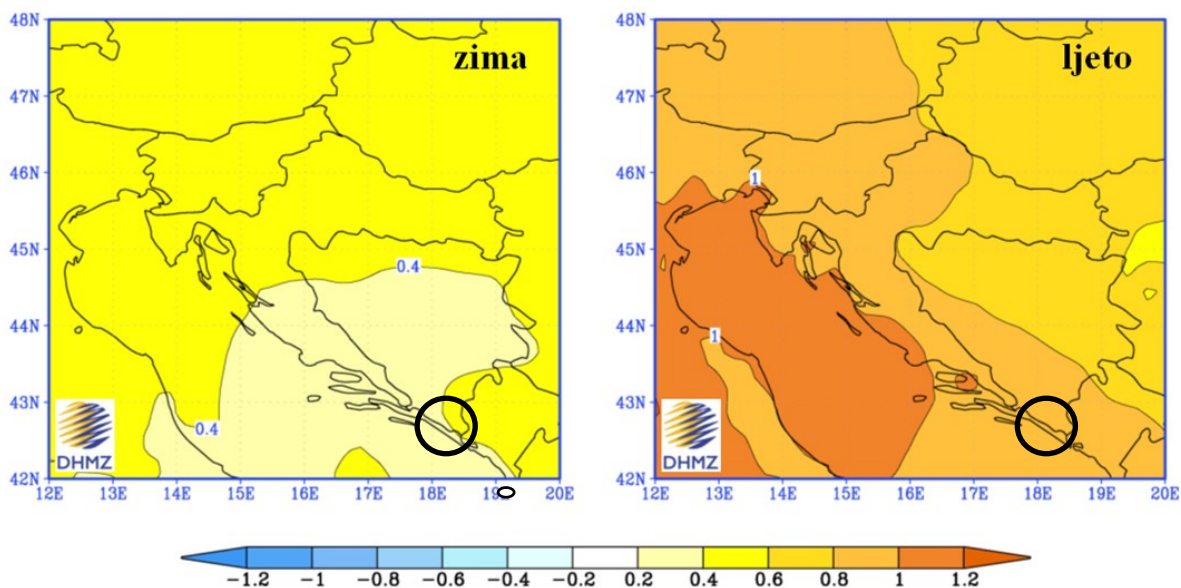 zima
48N
47N
46N
45N
44N
43N
42N
0.4
0.4
DHMZ
12E 13E 14E 15E 16E 17E 18E 19E 20E
ljeto
48N
47N
46N
45N
44N
43N
42N
1
1
DHMZ
12E 13E 14E 15E 16E 17E 18E 19E 20E
-1.2 -1 -0.8 -0.6 -0.4 -0.2 0.2 0.4 0.6 0.8 1 1.2